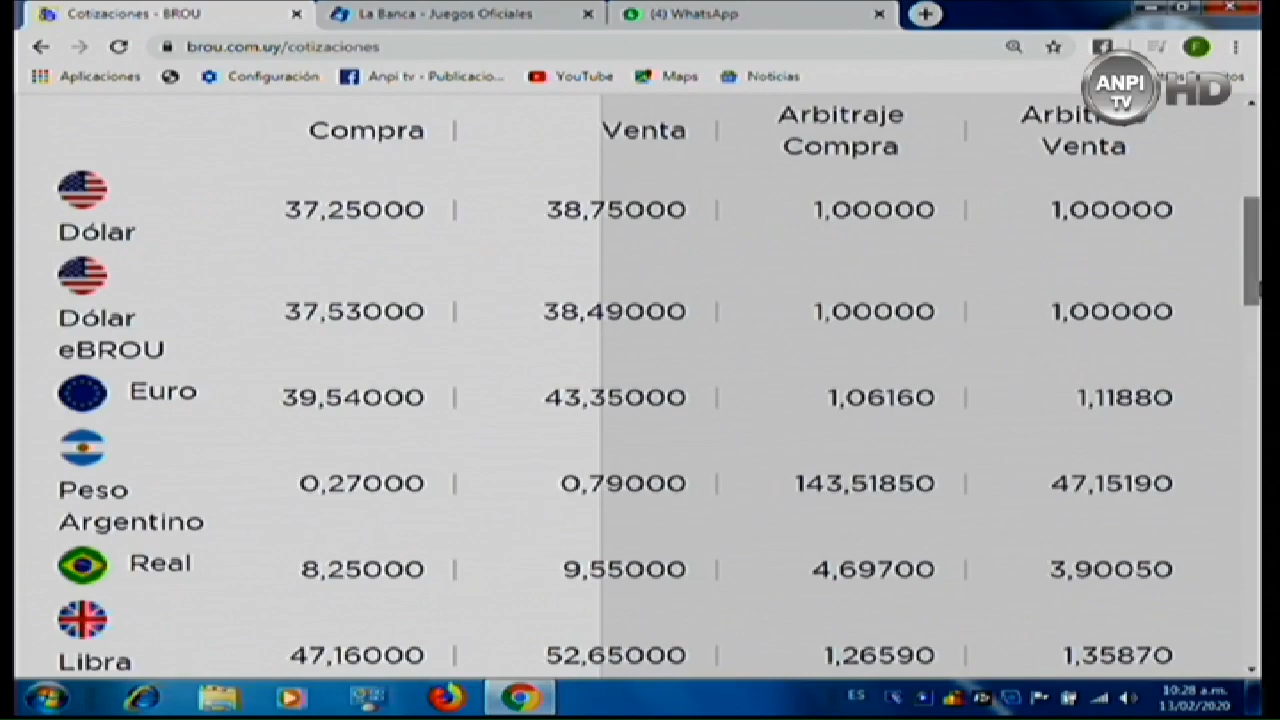 Cotizaciones - BROU
La Banca - Juegos Oficiales
(4) WhatsApp
brou.com.uy/cotizaciones
Aplicaciones
Configuración
Anpi tv - Publicacio...
YouTube
Maps
Noticias
ANPI
TV
HD
Compra | Venta | Arbitraje Compra | Venta
Dólar 37,25000 | 38,75000 | 1,00000 | 1,00000
Dólar eBROU 37,53000 | 38,49000 | 1,00000 | 1,00000
Euro 39,54000 | 43,35000 | 1,06160 | 1,11880
Peso Argentino 0,27000 | 0,79000 | 143,51850 | 47,15190
Real 8,25000 | 9,55000 | 4,69700 | 3,90050
Libra 47,16000 | 52,65000 | 1,26590 | 1,35870
ES
10:28 a.m.
13/02/2020